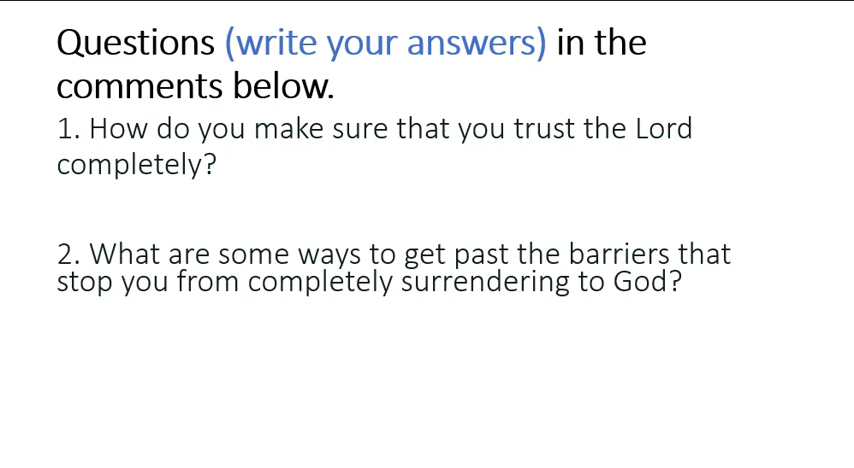 Questions (write your answers) in the
comments below.
1. How do you make sure that you trust the Lord
completely?
2. What are some ways to get past the barriers that
stop you from completely surrendering to God?